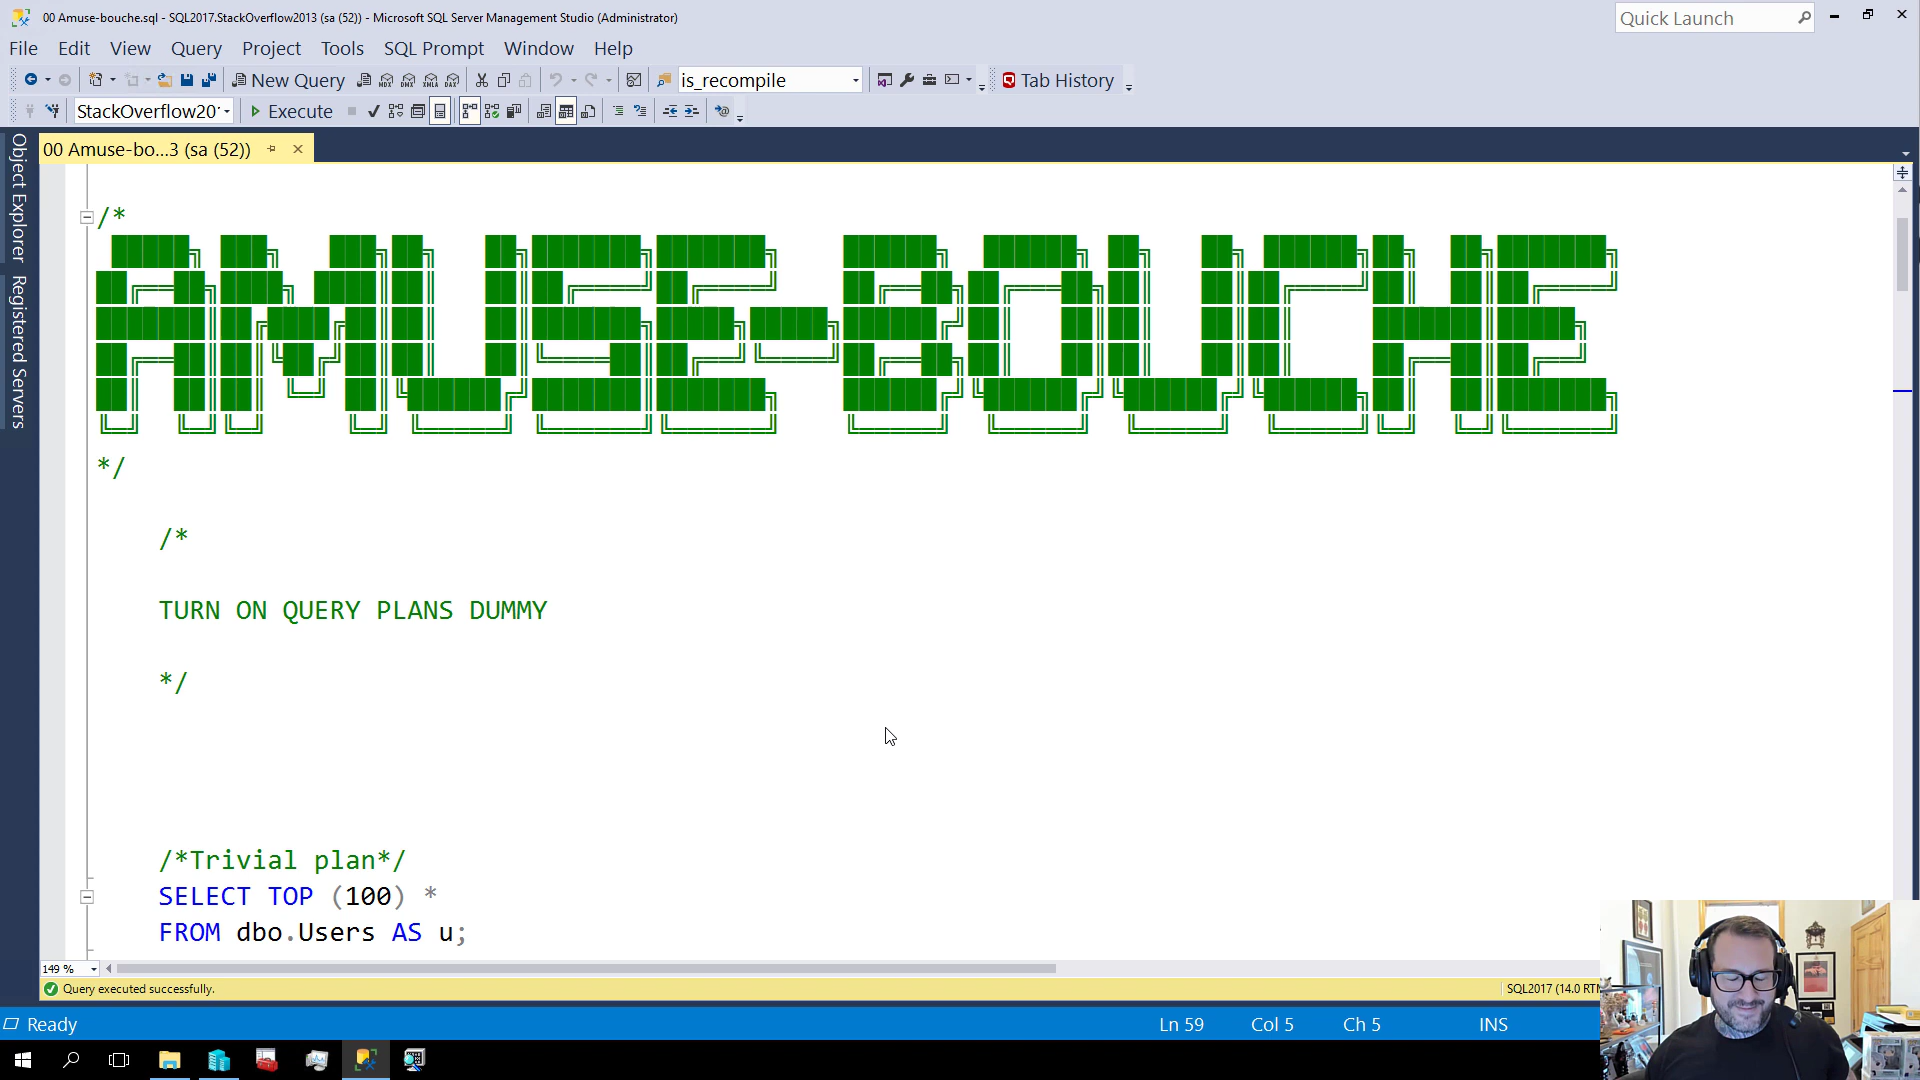 00 Amuse-bouche.sql - SQL2017.StackOverflow2013 (sa (52)) - Microsoft SQL Server Management Studio (Administrator)
Quick Launch
File Edit View Query Project Tools SQL Prompt Window Help
New Query
is_recompile
Tab History
StackOverflow20
Execute
00 Amuse-bo...3 (sa (52))
Object Explorer
Registered Servers
/*
AMUSE-BOUCHE
*/
/*
TURN ON QUERY PLANS DUMMY
*/
/*Trivial plan*/
SELECT TOP (100) *
FROM dbo.Users AS u;
149 %
Query executed successfully.
SQL2017 (14.0 RT
Ready
Ln 59
Col 5
Ch 5
INS